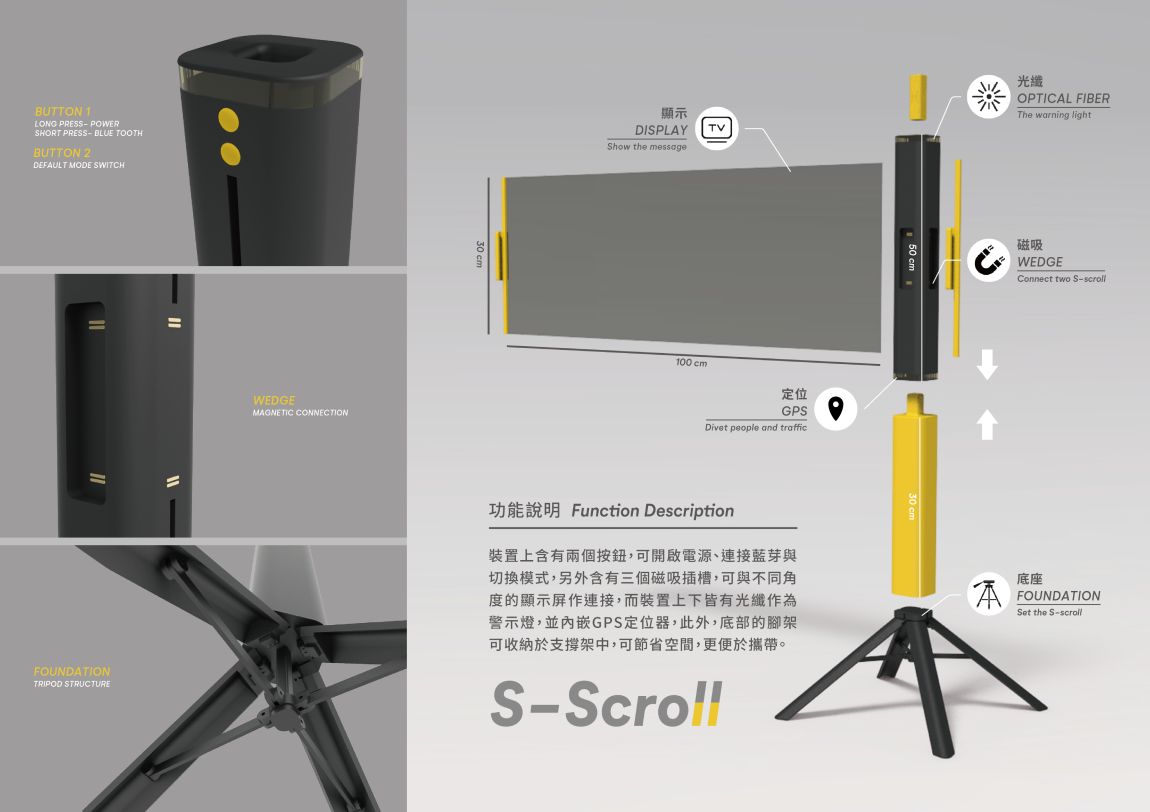 BUTTON 1
LONG PRESS- POWER
SHORT PRESS- BLUE TOOTH
BUTTON 2
DEFAULT MODE SWITCH
WEDGE
MAGNETIC CONNECTION
FOUNDATION
TRIPOD STRUCTURE
顯示
DISPLAY
Show the message
TV
光纖
OPTICAL FIBER
The warning light
30 cm
100 cm
50 cm
磁吸
WEDGE
Connect two S-scroll
定位
GPS
Divet people and traffic
30 cm
底座
FOUNDATION
Set the S-scroll
功能說明 Function Description
裝置上含有兩個按鈕,可開啟電源、連接藍芽與
切換模式,另外含有三個磁吸插槽,可與不同角
度的顯示屏作連接,而裝置上下皆有光纖作為
警示燈,並內嵌GPS定位器,此外,底部的腳架
可收納於支撐架中,可節省空間,更便於攜帶。
S-Scroll